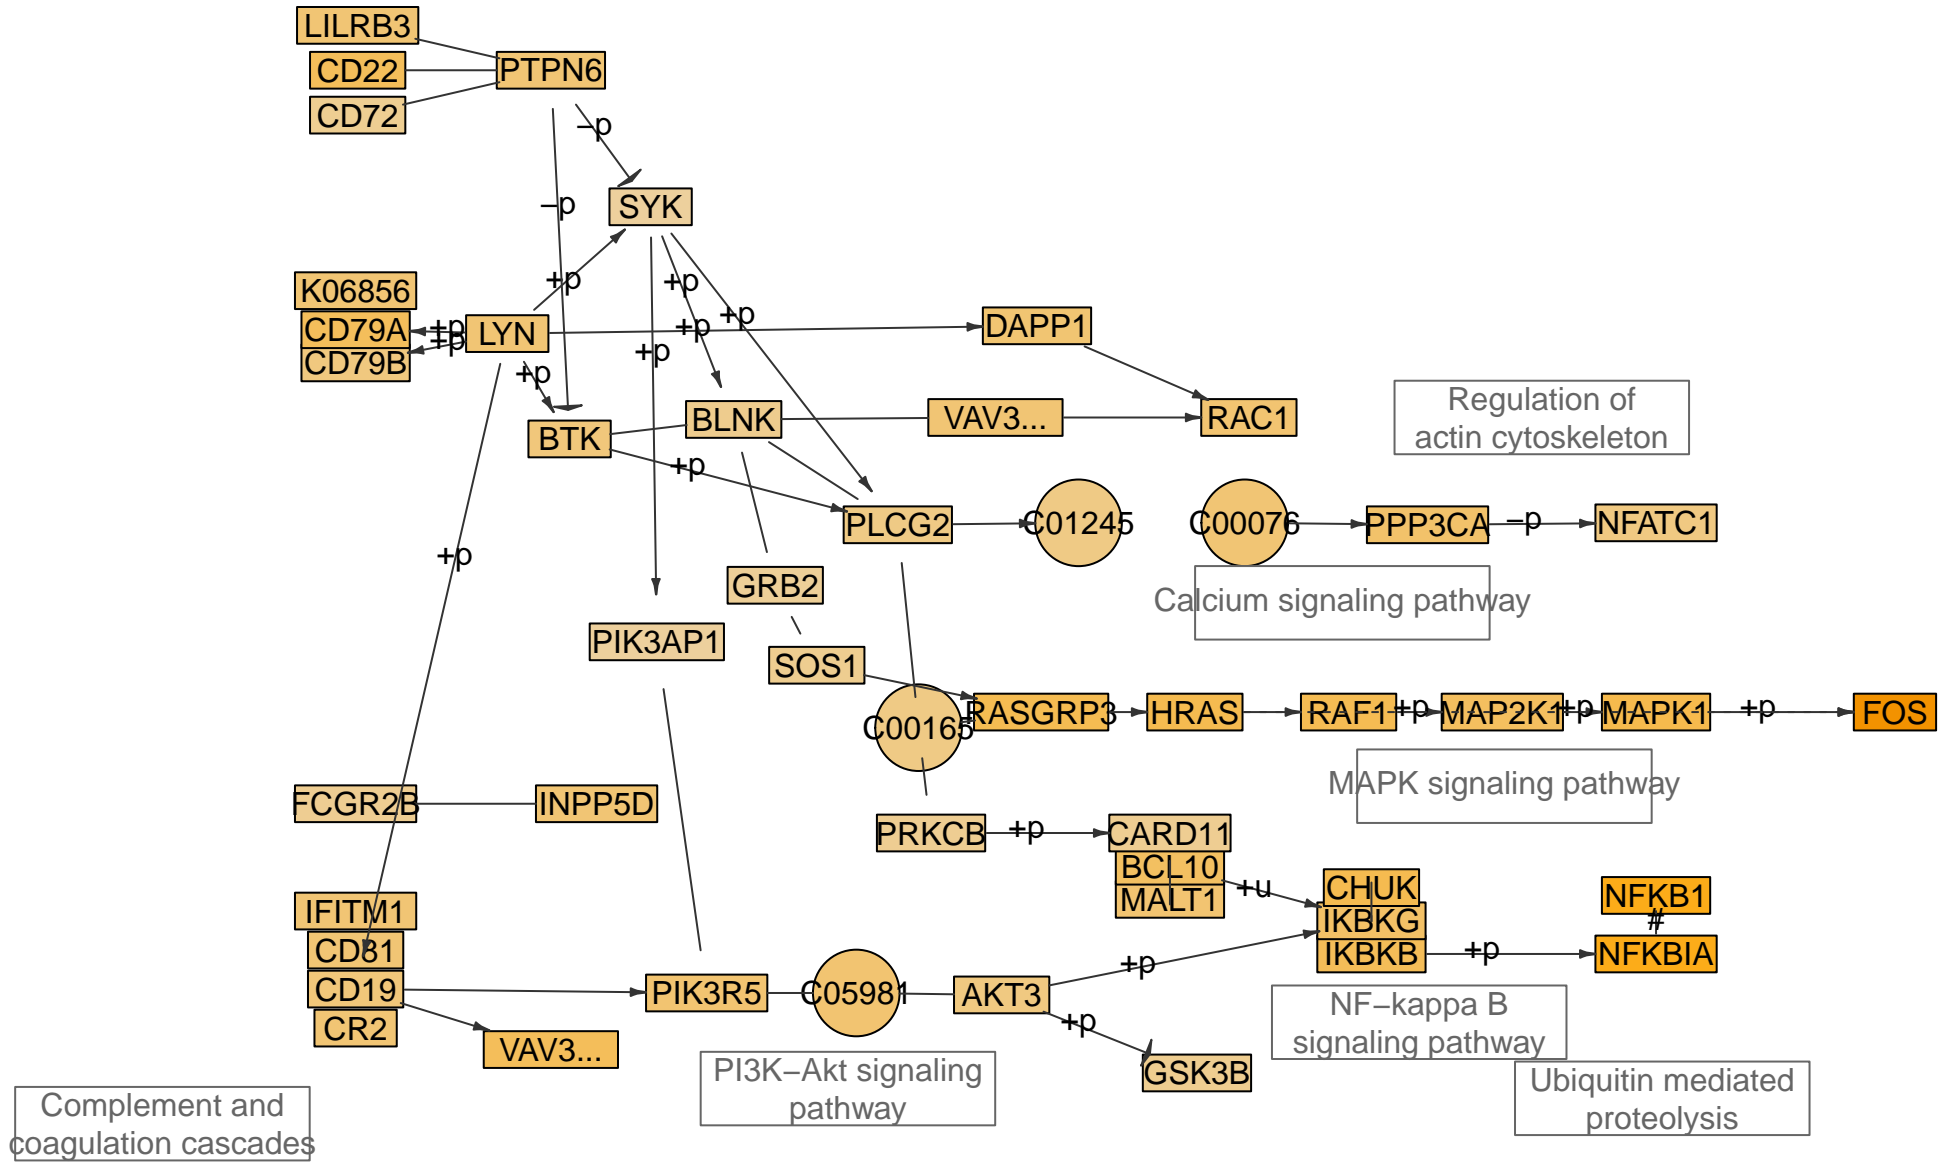 LILRB3
CD22
PTPN6
CD72
–p
SYK
–p
+p
+p
K06856
CD79A
+p
LYN
+p
+p
DAPP1
CD79B
+p
+p
+p
BTK
BLNK
VAV3...
RAC1
Regulation of
actin cytoskeleton
+p
PLCG2
C01245
C00076
PPP3CA
–p
NFATC1
+p
GRB2
Calcium signaling pathway
PIK3AP1
SOS1
C00165
RASGRP3
HRAS
RAF1
+p
MAP2K1
+p
MAPK1
+p
FOS
MAPK signaling pathway
FCGR2B
INPP5D
PRKCB
+p
CARD11
BCL10
MALT1
+u
CHUK
IKBKG
IKBKB
NFKB1
#
+p
NFKBIA
IFITM1
CD81
CD19
CR2
VAV3...
PIK3R5
C05981
AKT3
+p
+p
GSK3B
NF–kappa B
signaling pathway
PI3K–Akt signaling
pathway
Ubiquitin mediated
proteolysis
Complement and
coagulation cascades